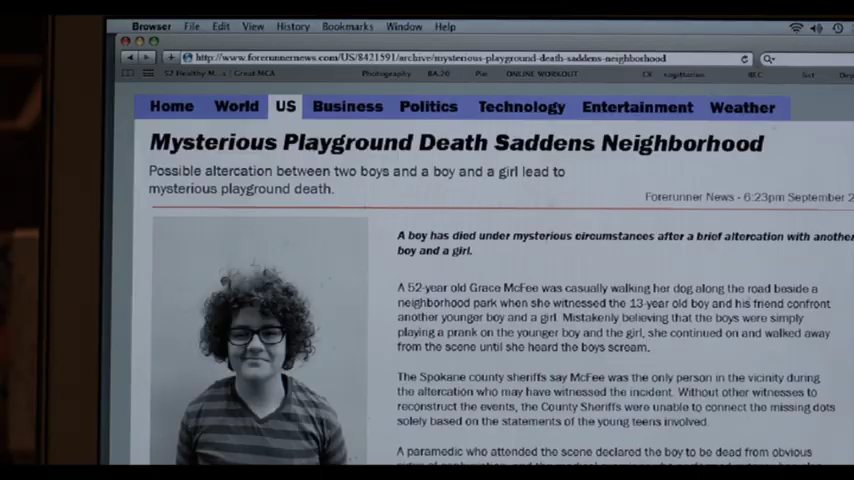 Browser File Edit View History Bookmarks Window Help
http://www.forerunnernews.com/US/8421591/archive/mysterious-playground-death-saddens-neighborhood
Photography BA.20 Pin ONLINE WORKOUT CX REC
Home World US Business Politics Technology Entertainment Weather
Mysterious Playground Death Saddens Neighborhood
Possible altercation between two boys and a boy and a girl lead to
mysterious playground death.
Forerunner News - 6:23pm September 2
A boy has died under mysterious circumstances after a brief altercation with another
boy and a girl.
A 52-year old Grace McFee was casually walking her dog along the road beside a
neighborhood park when she witnessed the 13-year old boy and his friend confront
another younger boy and a girl. Mistakenly believing that the boys were simply
playing a prank on the younger boy and the girl, she continued on and walked away
from the scene until she heard the boys scream.
The Spokane county sheriffs say McFee was the only person in the vicinity during
the altercation who may have witnessed the incident. Without other witnesses to
reconstruct the events, the County Sheriffs were unable to connect the missing dots
solely based on the statements of the young teens involved.
A paramedic who attended the scene declared the boy to be dead from obvious